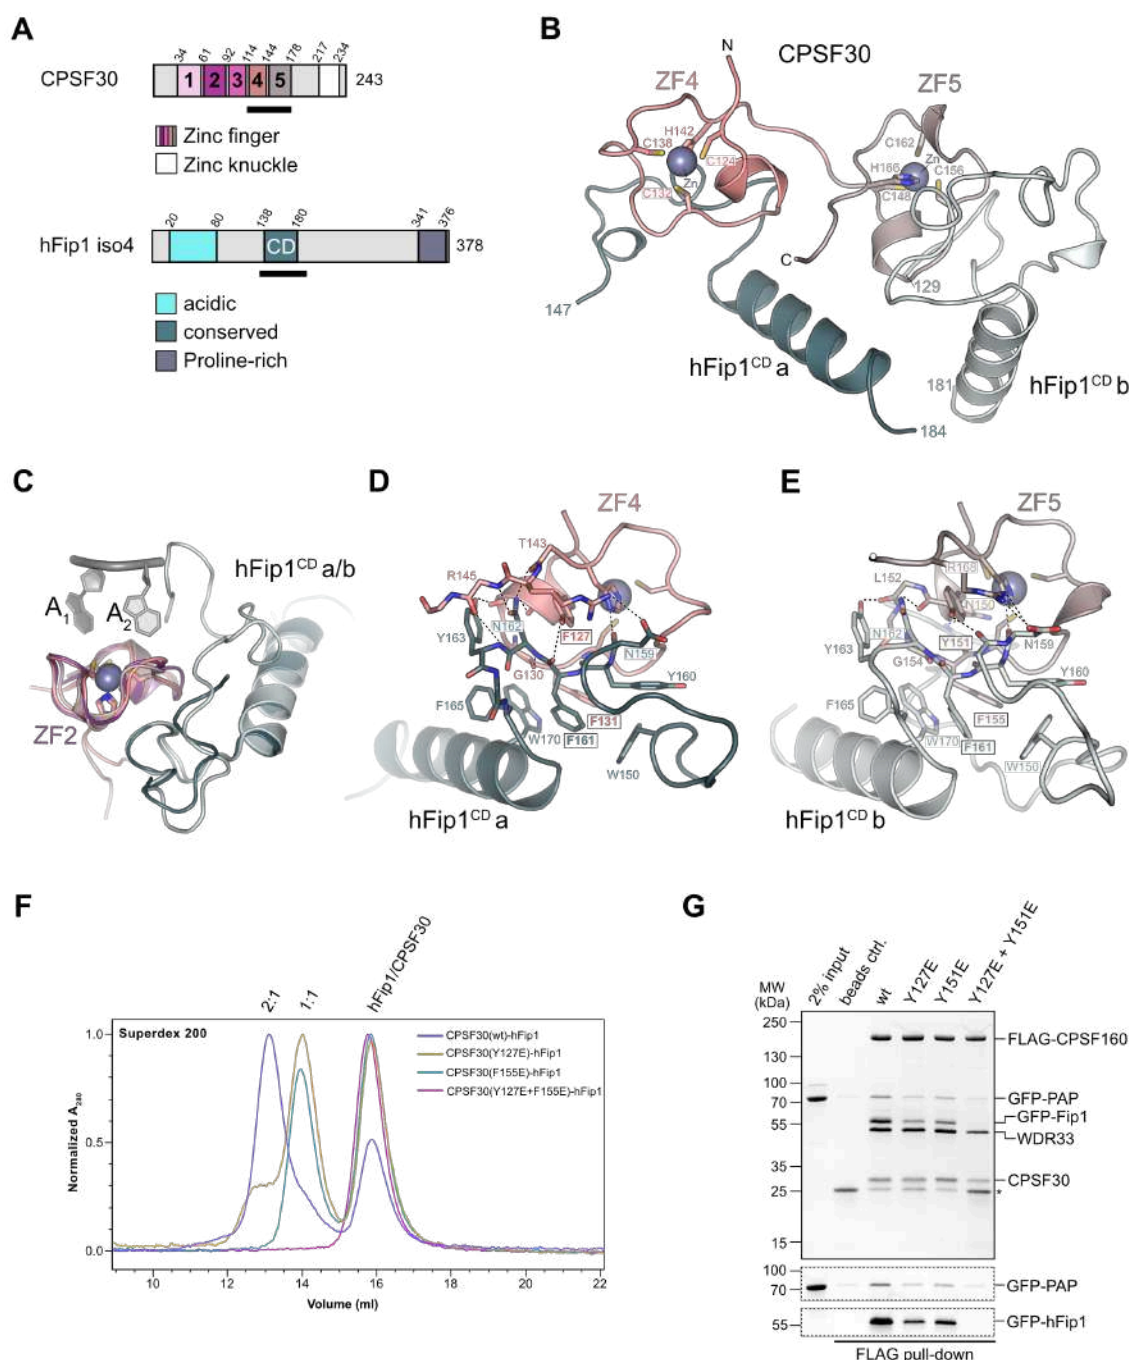 A
34 61 92 114 144 178 217 234
CPSF30 1 2 3 4 5 243
Zinc finger
Zinc knuckle
20 80 138 180 341 376
hFip1 iso4 CD 378
acidic
conserved
Proline-rich
B
CPSF30
N
ZF4
ZF5
H142
C138
C124
Zn
C132
C162
Zn
H166
C156
C148
C
129
147
hFip1CD a
181
hFip1CD b
184
C
hFip1CD a/b
A1
A2
ZF2
D
ZF4
T143
R145
N162
F127
N159
Y163
G130
Y160
F165
F131
W170
F161
W150
hFip1CD a
E
ZF5
R168
L152
N150
N162
Y151
Y163
G154
N159
Y160
F165
F155
W170
F161
W150
hFip1CD b
F
2:1
1:1
hFip1/CPSF30
Superdex 200
CPSF30(wt)-hFip1
CPSF30(Y127E)-hFip1
CPSF30(F155E)-hFip1
CPSF30(Y127E+F155E)-hFip1
Normalized A280
1.0
0.5
0.0
10 12 14 16 18 20 22
Volume (ml)
G
2% input
beads ctrl.
wt
Y127E
Y151E
Y127E + Y151E
MW
(kDa)
250
130
100
70
55
35
25
15
FLAG-CPSF160
GFP-PAP
GFP-Fip1
WDR33
CPSF30
*
100
70
GFP-PAP
55
GFP-hFip1
FLAG pull-down